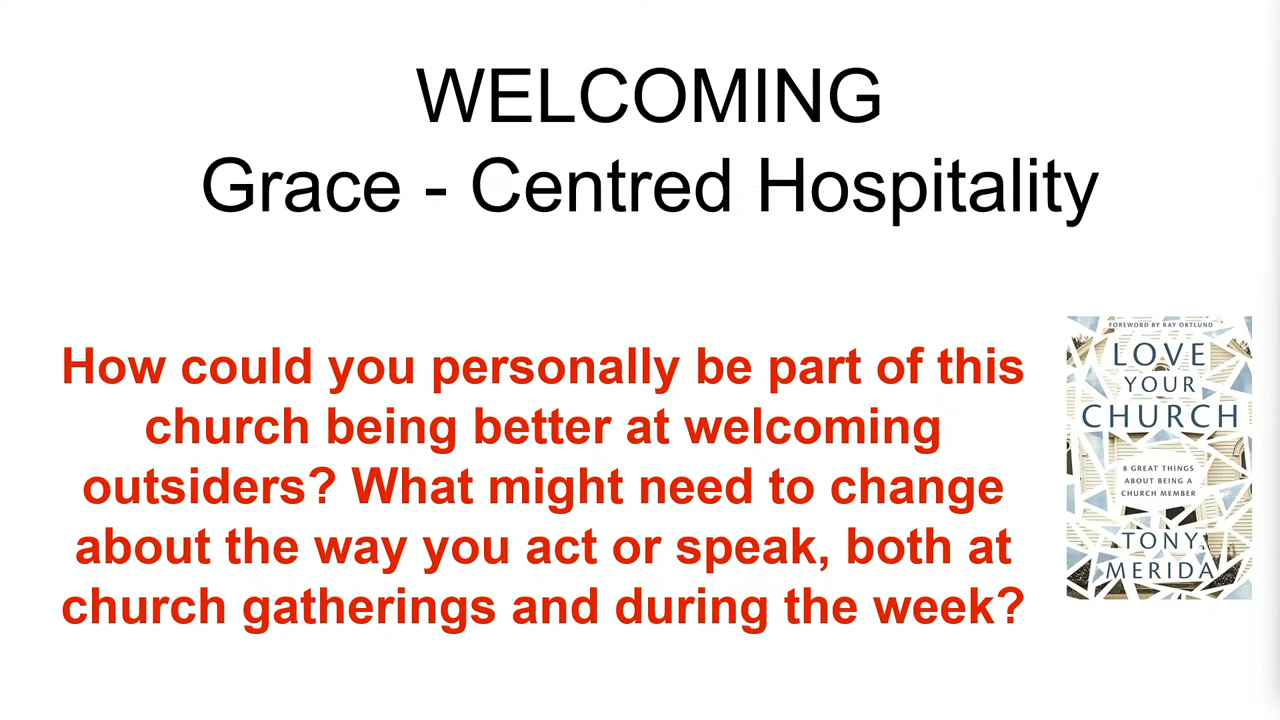 WELCOMING
Grace - Centred Hospitality
How could you personally be part of this
church being better at welcoming
outsiders? What might need to change
about the way you act or speak, both at
church gatherings and during the week?
FOREWORD BY RAY ORTLUND
LOVE
YOUR
CHURCH
8 GREAT THINGS
ABOUT BEING A
CHURCH MEMBER
TONY
MERIDA